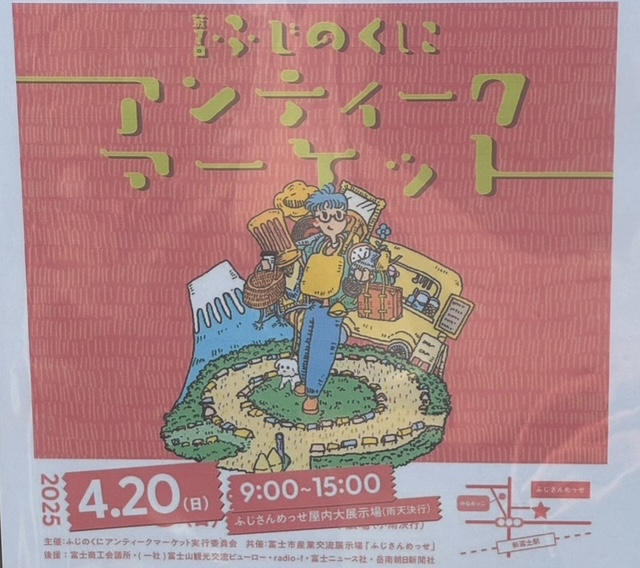 第7回 ふじのくに
アンティーク
マーケット
2025
4.20(日)
9:00~15:00
ふじさんめっせ屋内大展示場(雨天決行)
主催:ふじのくにアンティークマーケット実行委員会 共催:富士市産業交流展示場「ふじさんめっせ」
後援:富士商工会議所・(一社)富士山観光交流ビューロー・radio-f・富士ニュース社・岳南朝日新聞社
ふじさんめっせ
新富士駅